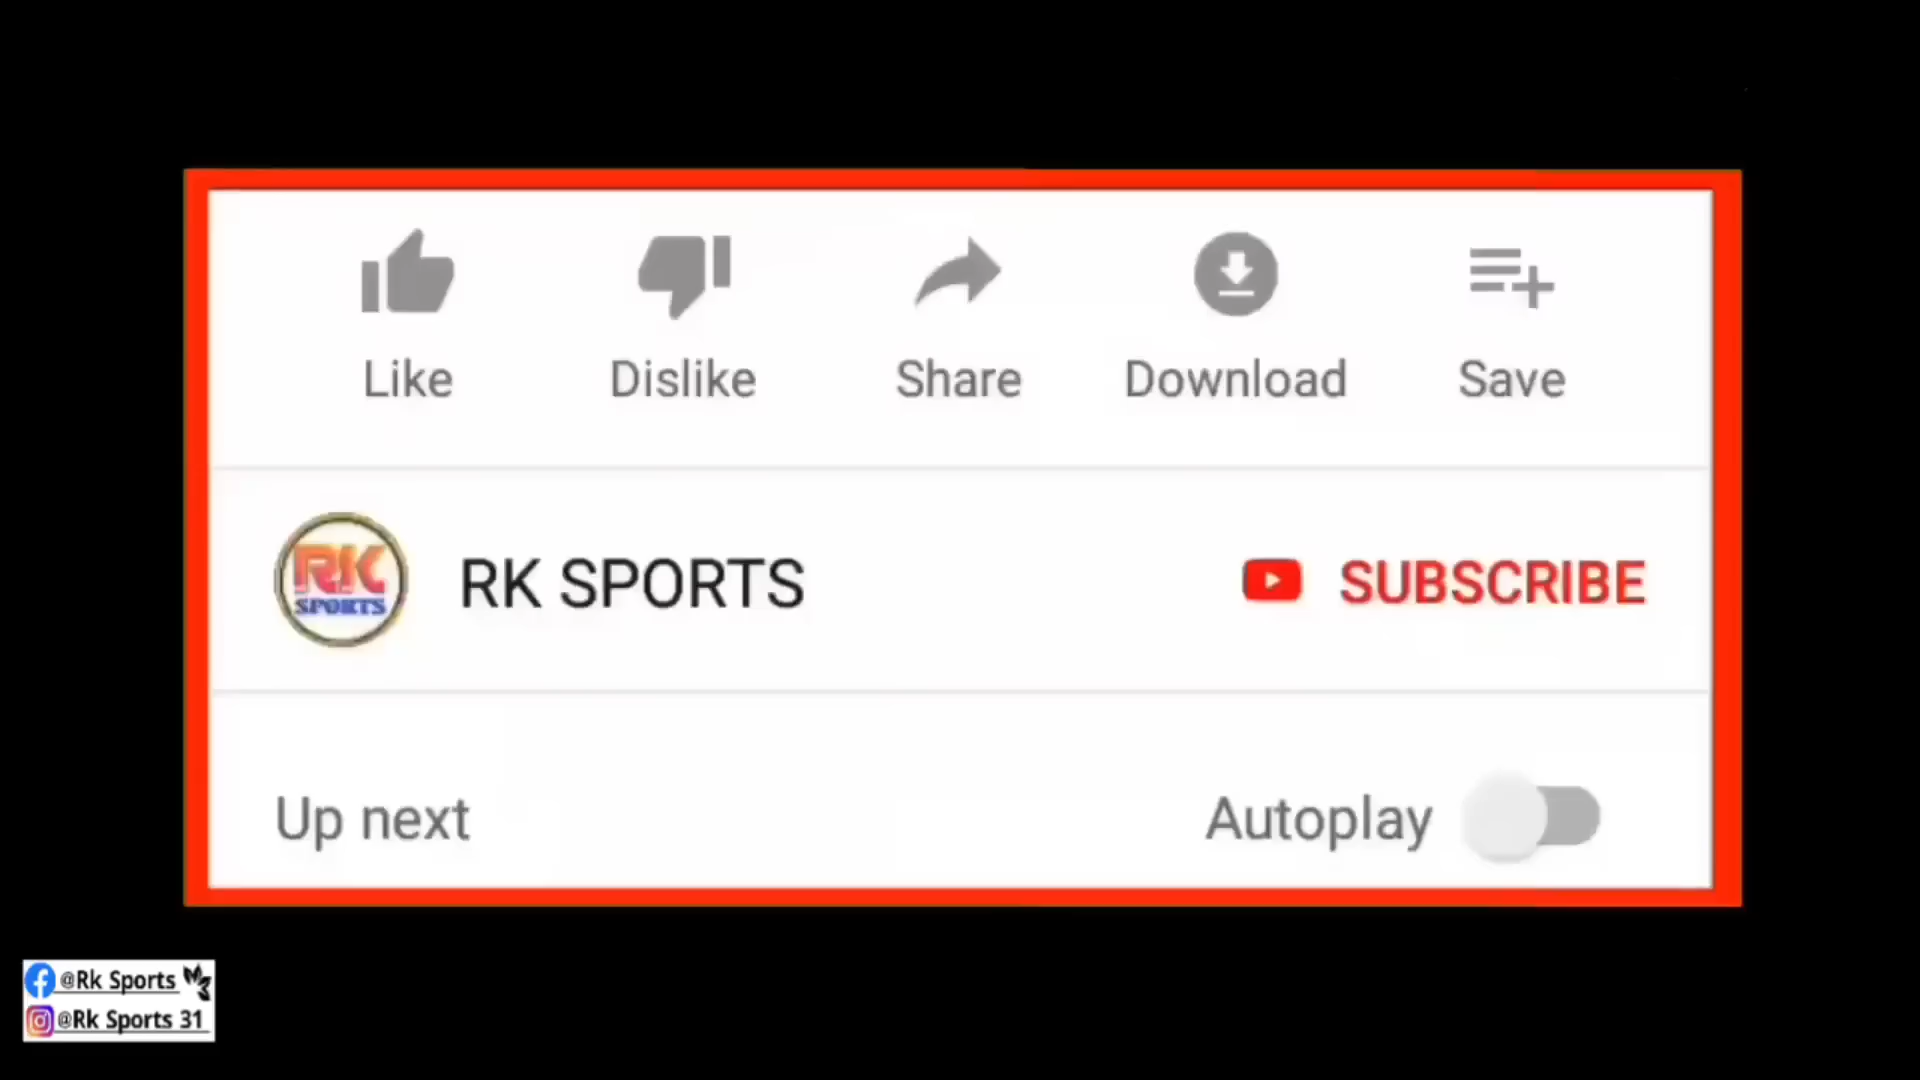 Like Dislike Share Download Save
RK SPORTS
RK SPORTS SUBSCRIBE
Up next Autoplay
@Rk Sports
@Rk Sports 31